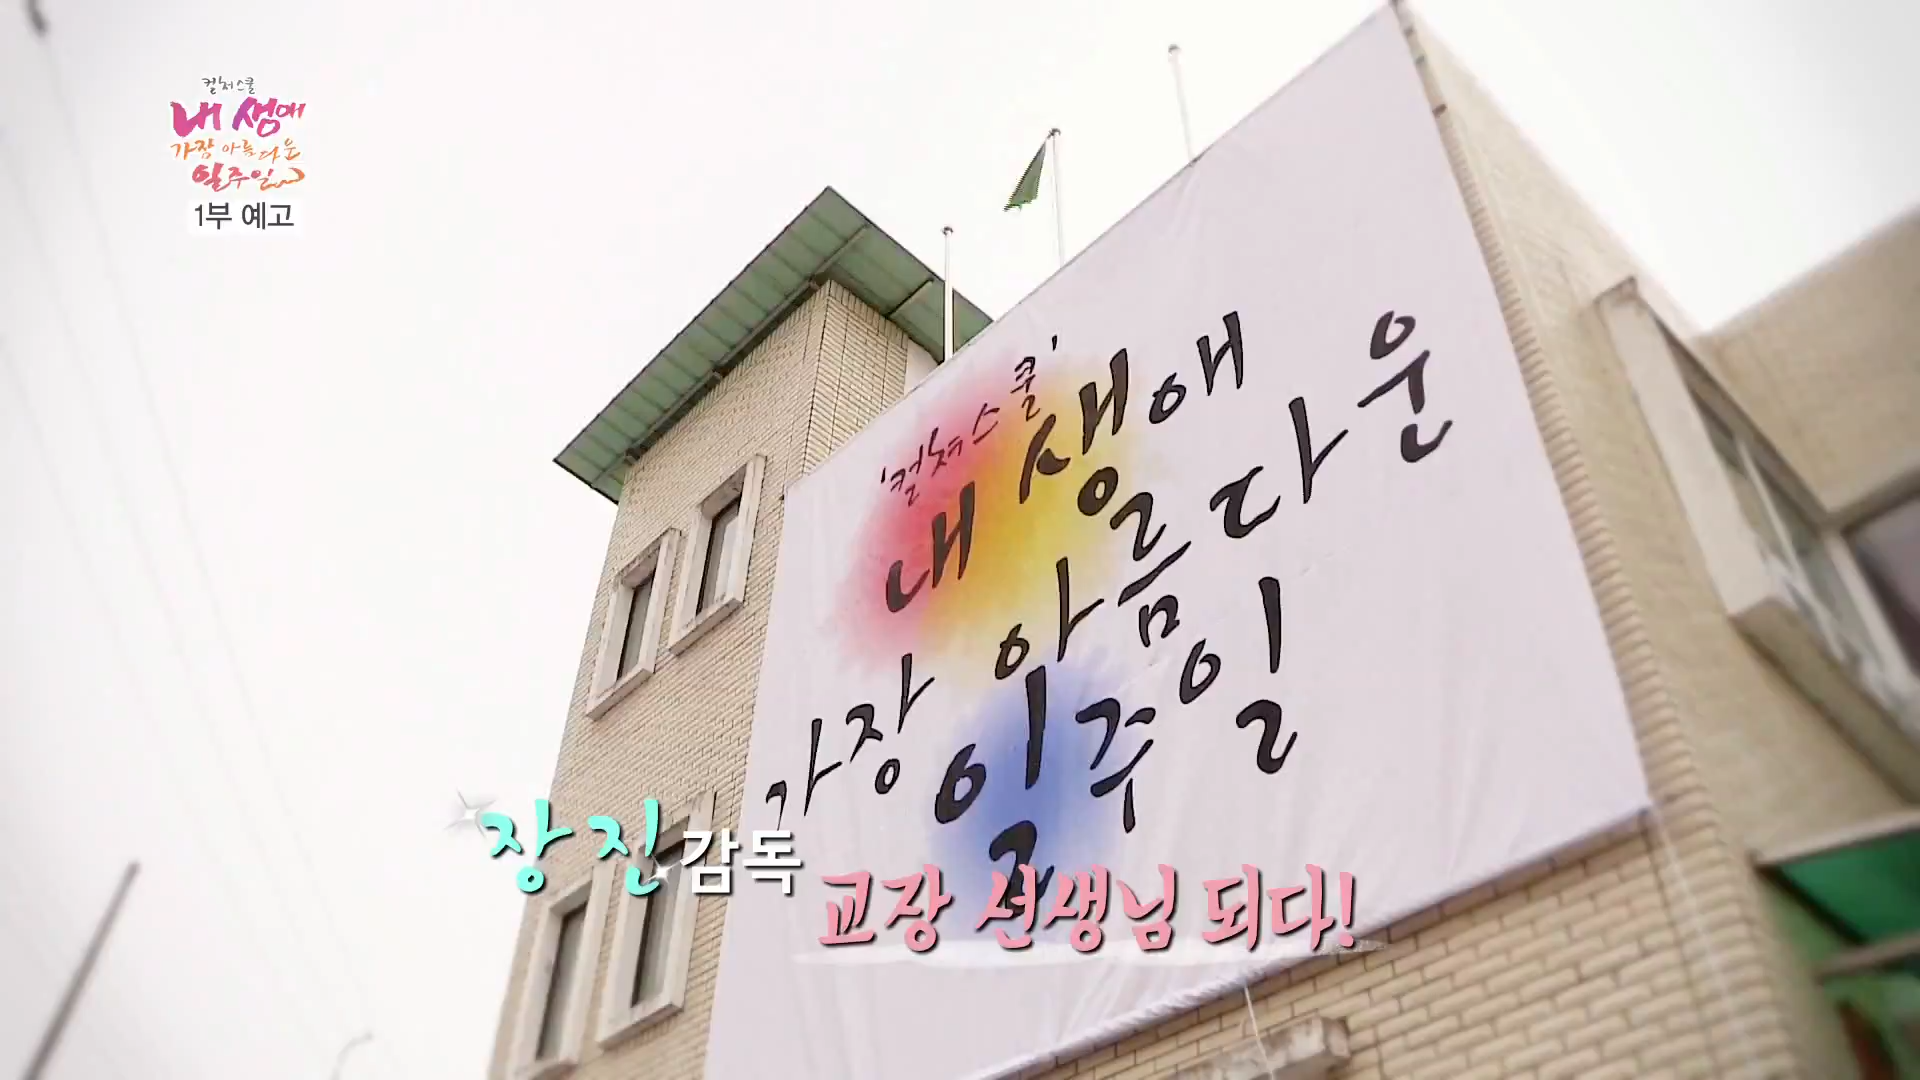 컬처스쿨
내 생애
가장 아름다운
일주일
1부 예고
'컬쳐스쿨'
내 생애
가장 아름다운
일주일
장진 감독
교장 선생님 되다!